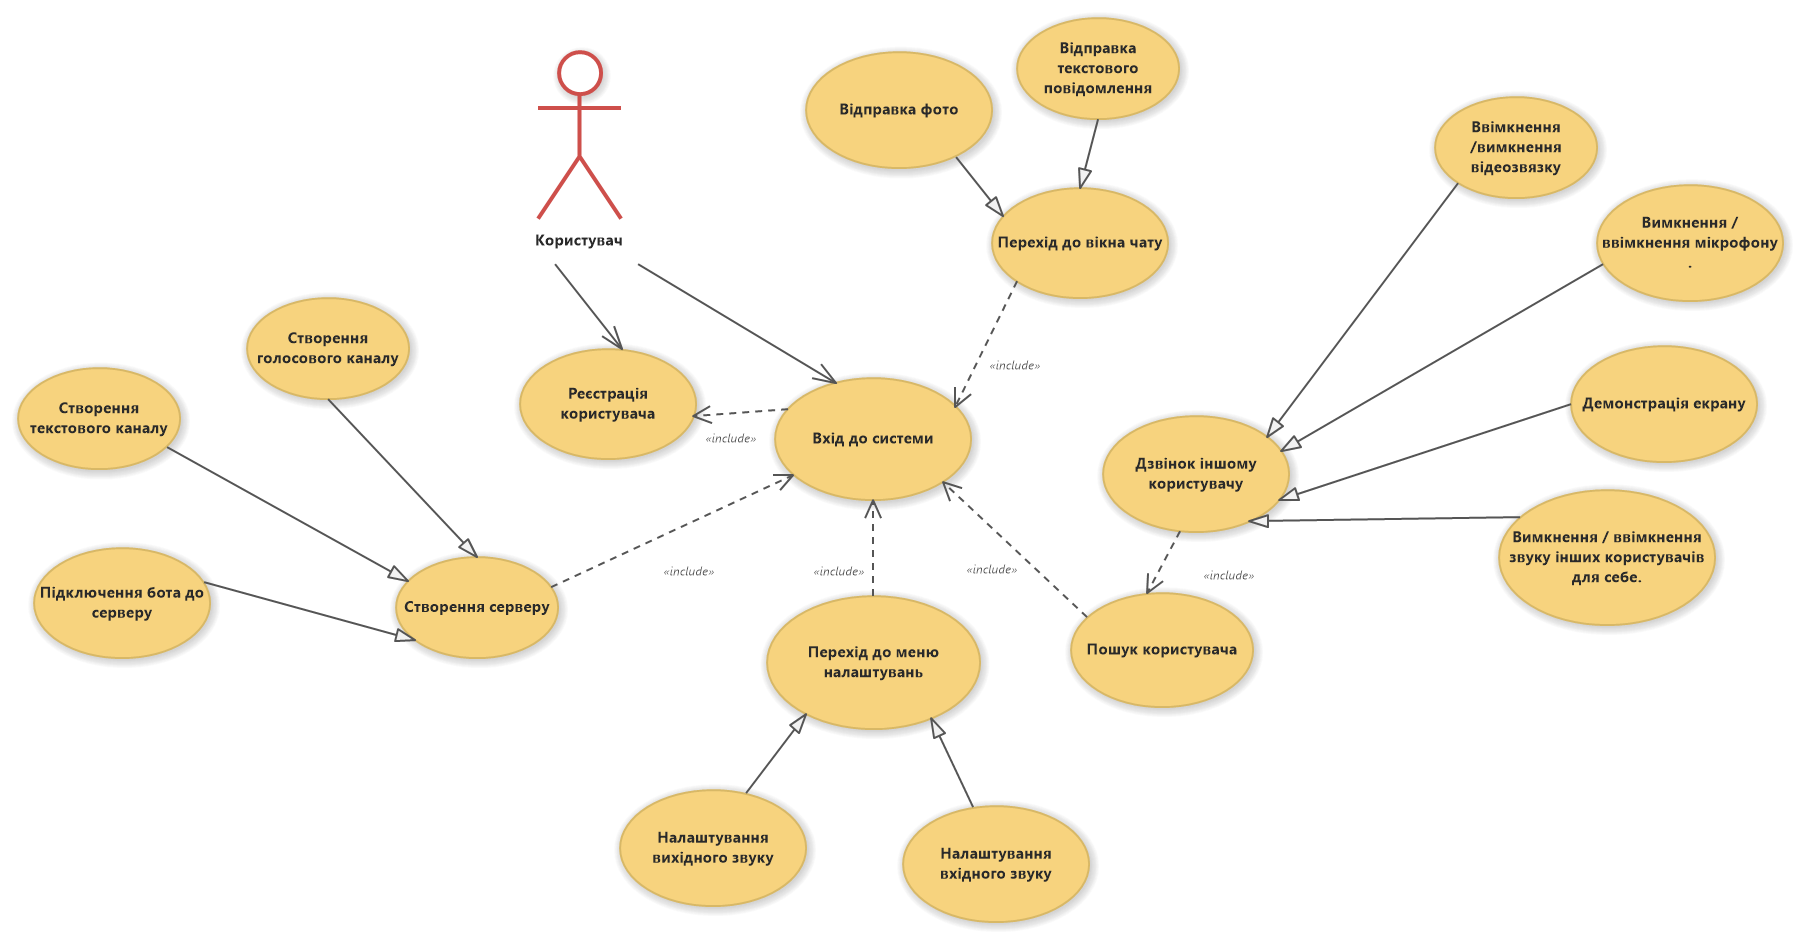 Відправка
текстового
повідомлення
Відправка фото
Ввімкнення
/вимкнення
відеозвязку
Користувач
Перехід до вікна чату
Вимкнення /
ввімкнення мікрофону
.
Створення
голосового каналу
«include»
Реєстрація
користувача
Створення
текстового каналу
Демонстрація екрану
«include»
Вхід до системи
Дзвінок іншому
користувачу
Вимкнення / ввімкнення
звуку інших користувачів
для себе.
«include»
«include»
«include»
«include»
Підключення бота до
серверу
Створення серверу
Перехід до меню
налаштувань
Пошук користувача
Налаштування
вихідного звуку
Налаштування
вхідного звуку